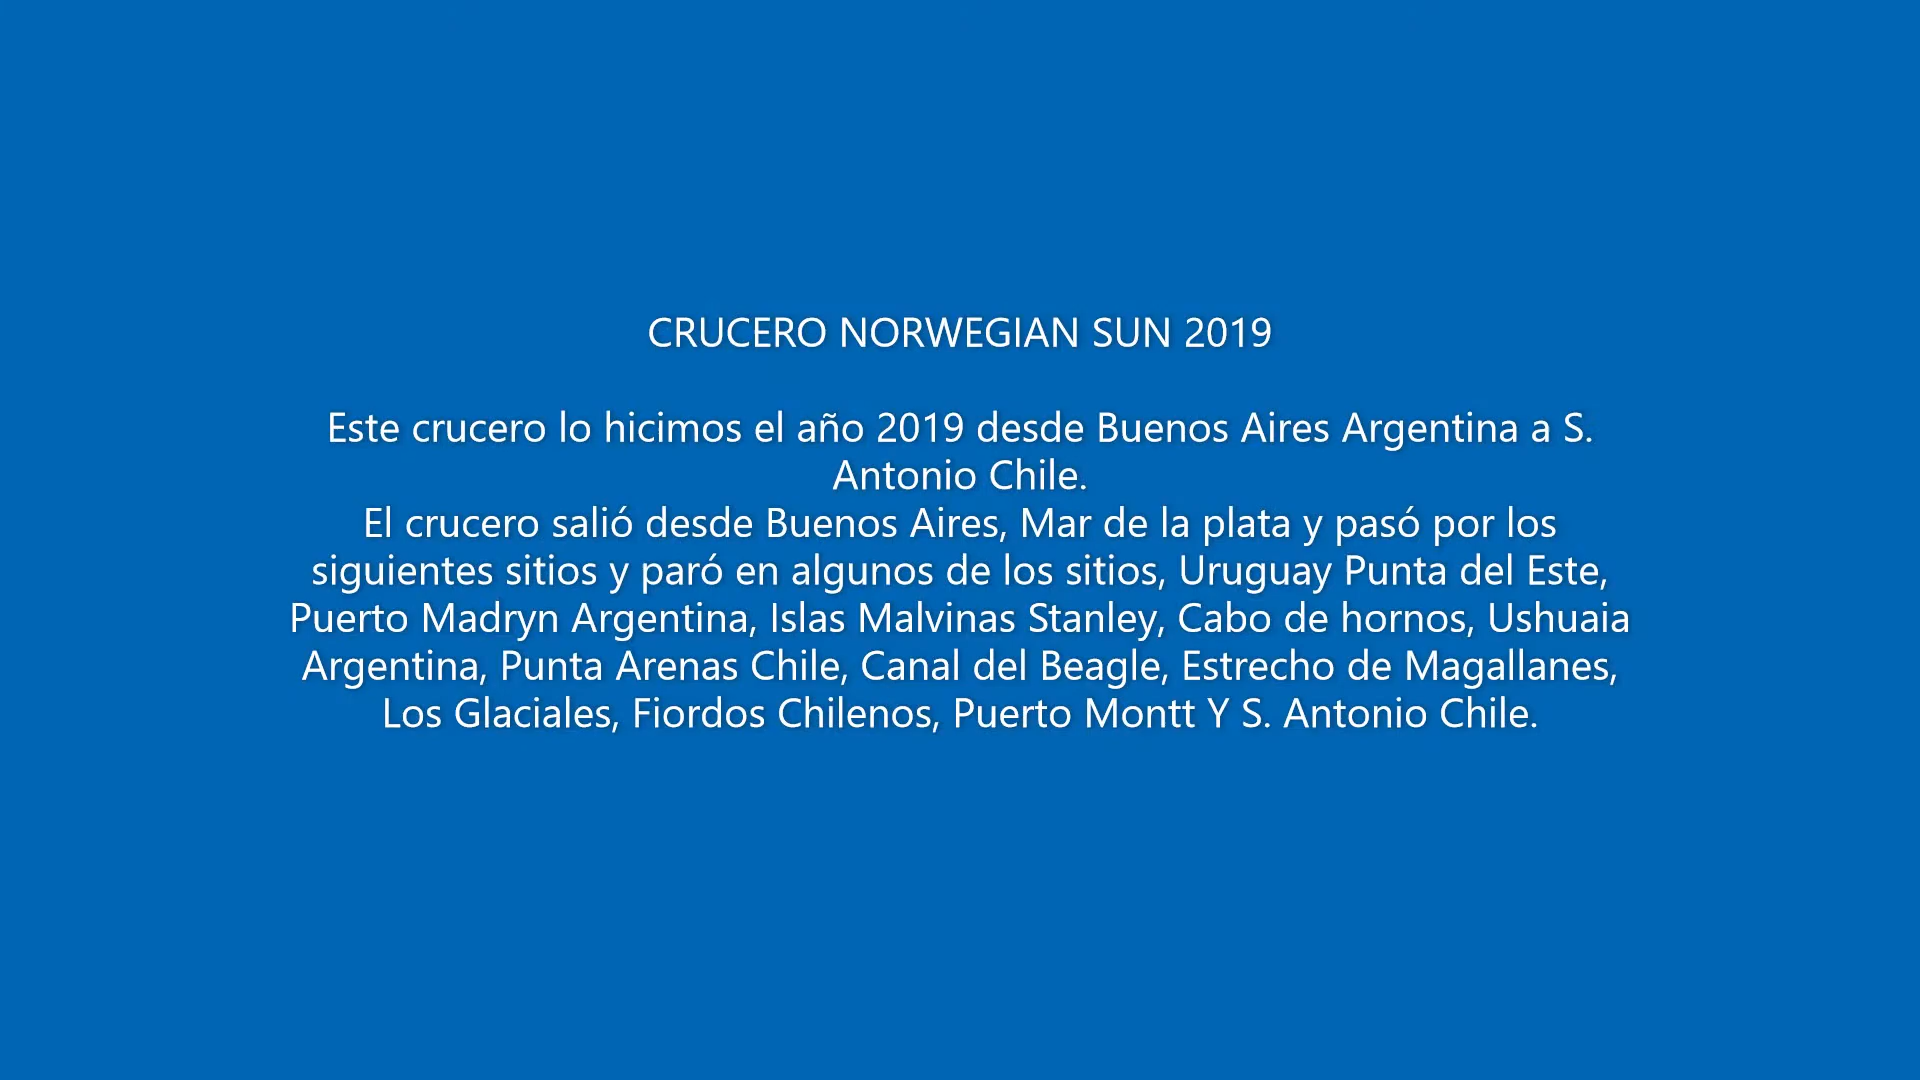 CRUCERO NORWEGIAN SUN 2019
Este crucero lo hicimos el año 2019 desde Buenos Aires Argentina a S.
Antonio Chile.
El crucero salió desde Buenos Aires, Mar de la plata y pasó por los
siguientes sitios y paró en algunos de los sitios, Uruguay Punta del Este,
Puerto Madryn Argentina, Islas Malvinas Stanley, Cabo de hornos, Ushuaia
Argentina, Punta Arenas Chile, Canal del Beagle, Estrecho de Magallanes,
Los Glaciales, Fiordos Chilenos, Puerto Montt Y S. Antonio Chile.